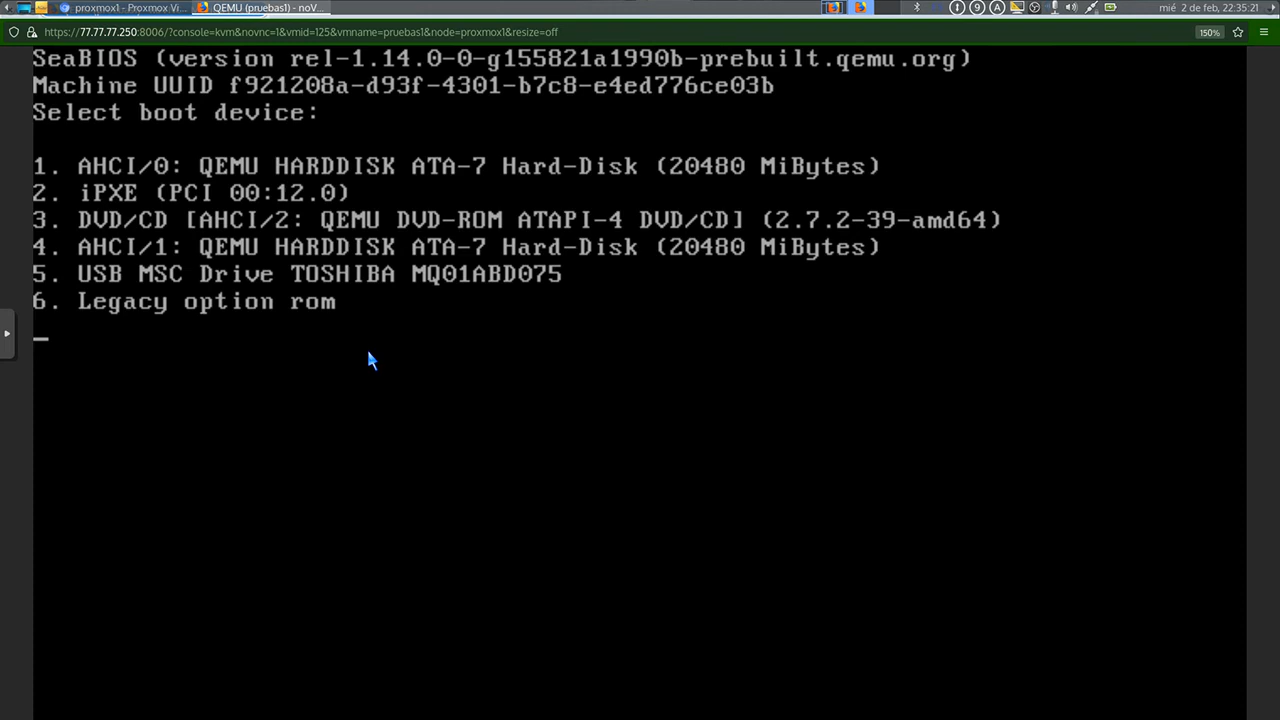 proxmox1 - Proxmox Vi...
QEMU (pruebas1) - noV...
mié 2 de feb, 22:35:21
https://77.77.77.250:8006/?console=kvm&novnc=1&vmid=125&vmname=pruebas1&node=proxmox1&resize=off
150%
SeaBIOS (version rel-1.14.0-0-g155821a1990b-prebuilt.qemu.org)
Machine UUID f921208a-d93f-4301-b7c8-e4ed776ce03b
Select boot device:
1. AHCI/0: QEMU HARDDISK ATA-7 Hard-Disk (20480 MiBytes)
2. iPXE (PCI 00:12.0)
3. DVD/CD [AHCI/2: QEMU DVD-ROM ATAPI-4 DVD/CD] (2.7.2-39-amd64)
4. AHCI/1: QEMU HARDDISK ATA-7 Hard-Disk (20480 MiBytes)
5. USB MSC Drive TOSHIBA MQ01ABD075
6. Legacy option rom